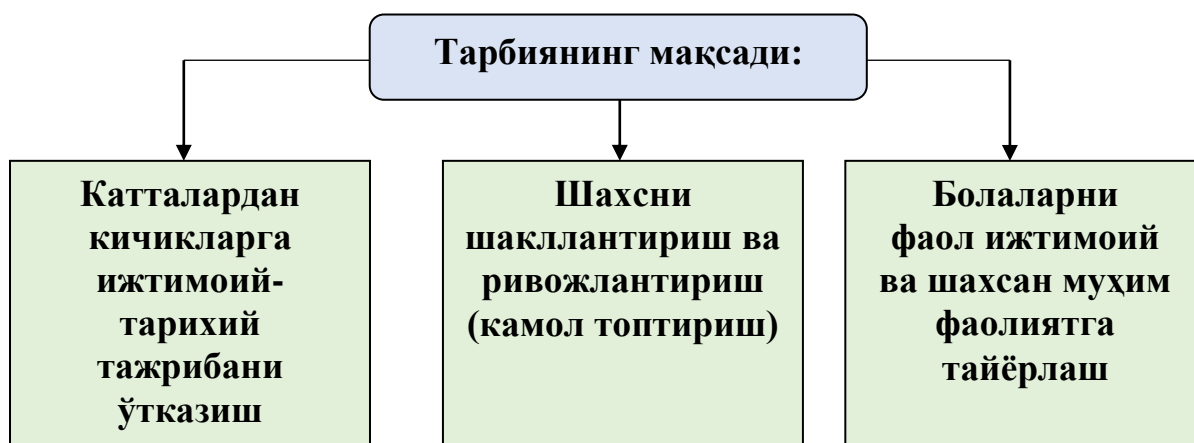 Тарбиянинг мақсади:
Катталардан
кичикларга
ижтимоий-
тарихий
тажрибани
ўтказиш
Шахсни
шакллантириш ва
ривожлантириш
(камол топтириш)
Болаларни
фаол ижтимоий
ва шахсан муҳим
фаолиятга
тайёрлаш